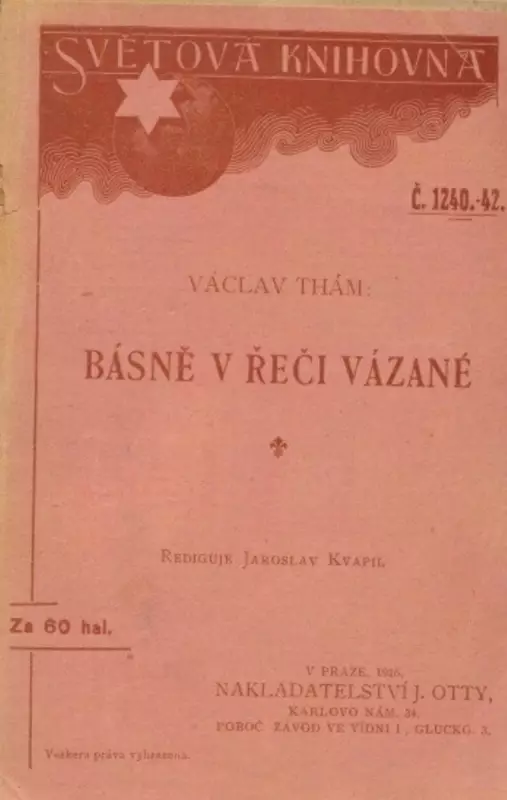 SVĚTOVÁ KNIHOVNA
Č. 1240.-42.
VÁCLAV THÁM:
BÁSNĚ V ŘEČI VÁZANÉ
REDIGUJE JAROSLAV KVAPIL
Za 60 hal.
V PRAZE,
NAKLADATELSTVÍ J. OTTY,
KARLOVO NÁM. 34.
POBOČ. ZÁVOD VE VÍDNI I., GLUCKG. 3.
Veškera práva vyhrazena.